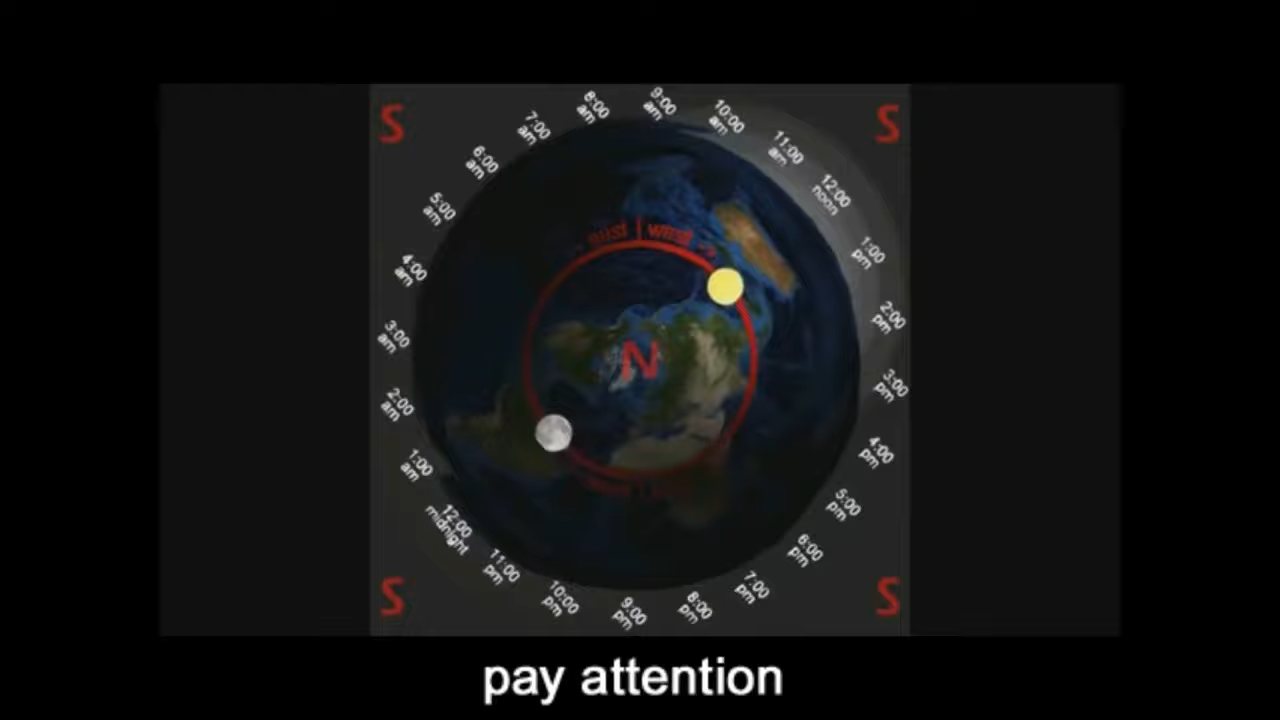 S
S
8:00
am
9:00
am
10:00
am
7:00
am
11:00
am
6:00
am
12:00
noon
5:00
am
1:00
pm
west
4:00
am
2:00
pm
3:00
am
N
3:00
pm
2:00
am
4:00
pm
1:00
am
5:00
pm
12:00
midnight
6:00
pm
11:00
pm
7:00
pm
10:00
pm
9:00
pm
8:00
pm
S
S
pay attention